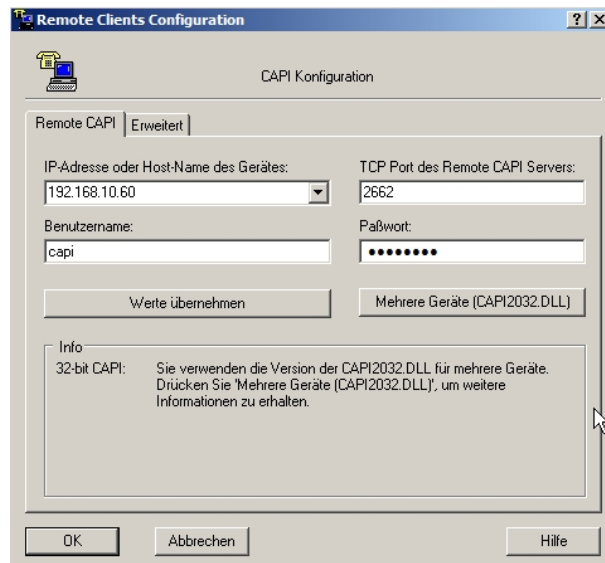 Remote Clients Configuration
CAPI Konfiguration
Remote CAPI
Erweitert
IP-Adresse oder Host-Name des Gerätes:
TCP Port des Remote CAPI Servers:
192.168.10.60
2662
Benutzername:
Paßwort:
capi
●●●●●●●●
Werte übernehmen
Mehrere Geräte (CAPI2032.DLL)
Info
32-bit CAPI:
Sie verwenden die Version der CAPI2032.DLL für mehrere Geräte.
Drücken Sie 'Mehrere Geräte (CAPI2032.DLL)', um weitere
Informationen zu erhalten.
OK
Abbrechen
Hilfe